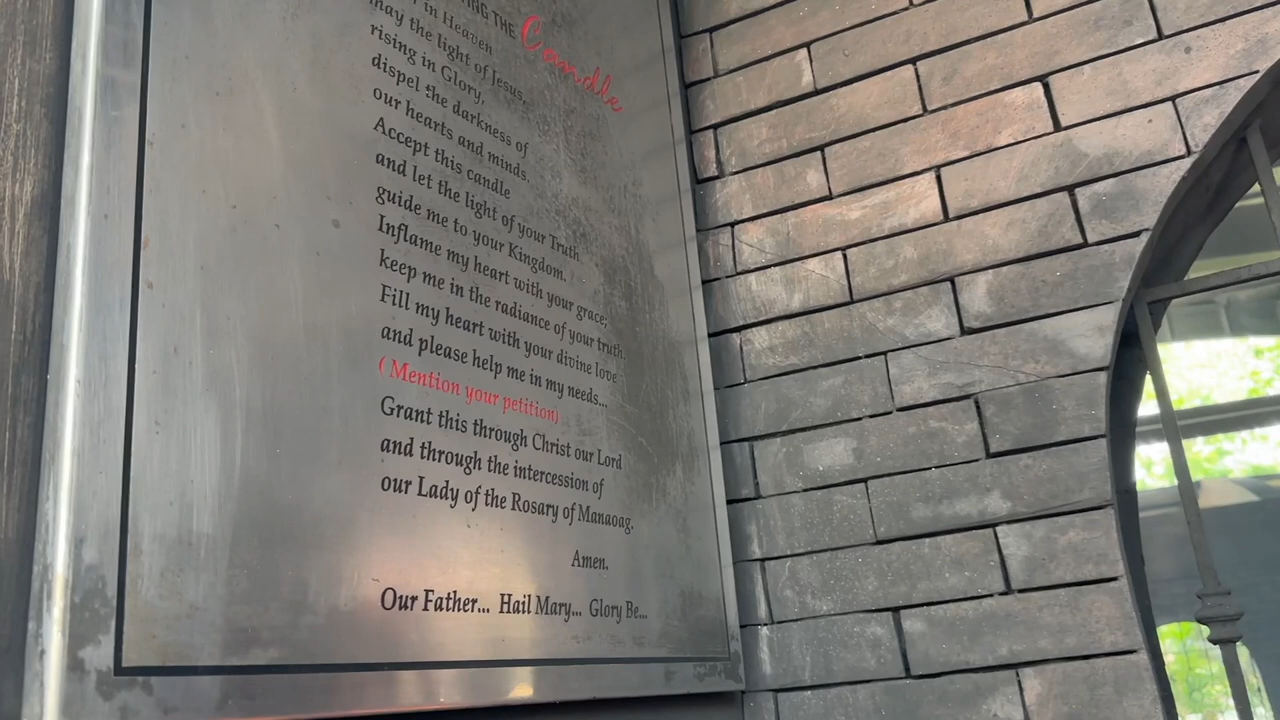 THE Candle
in Heaven
may the light of Jesus,
rising in Glory,
dispel the darkness of
our hearts and minds.
Accept this candle
and let the light of your Truth
guide me to your Kingdom.
Inflame my heart with your grace;
keep me in the radiance of your truth.
Fill my heart with your divine love
and please help me in my needs...
( Mention your petition)
Grant this through Christ our Lord
and through the intercession of
our Lady of the Rosary of Manaoag.
Amen.
Our Father... Hail Mary... Glory Be...